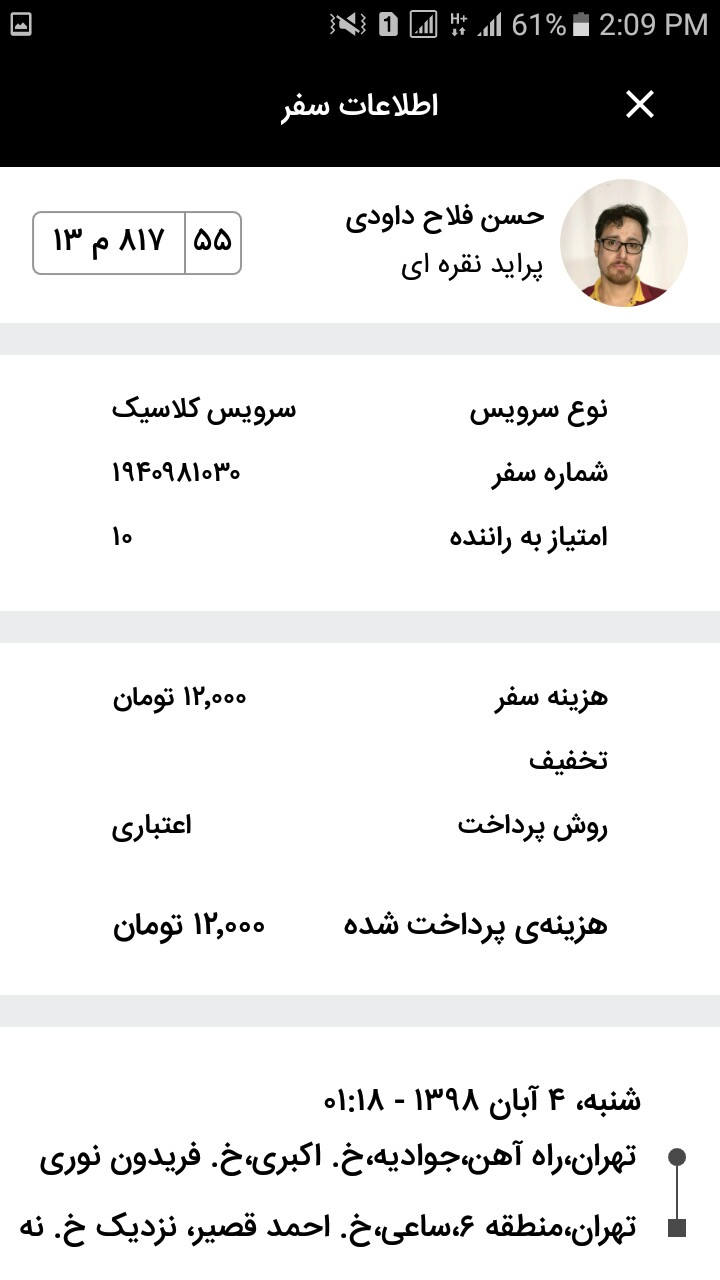 61% 2:09 PM
اطلاعات سفر
حسن فلاح داودی
پراید نقره ای
۱۳ م ۸۱۷ ۵۵
نوع سرویس سرویس کلاسیک
شماره سفر ۱۹۴۰۹۸۱۰۳۰
امتیاز به راننده ۱۰
هزینه سفر ۱۲,۰۰۰ تومان
تخفیف
روش پرداخت اعتباری
هزینه‌ی پرداخت شده ۱۲,۰۰۰ تومان
شنبه، ۴ آبان ۱۳۹۸ - ۰۱:۱۸
تهران،راه آهن،جوادیه،خ. اکبری،خ. فریدون نوری
تهران،منطقه ۶،ساعی،خ. احمد قصیر، نزدیک خ. نه